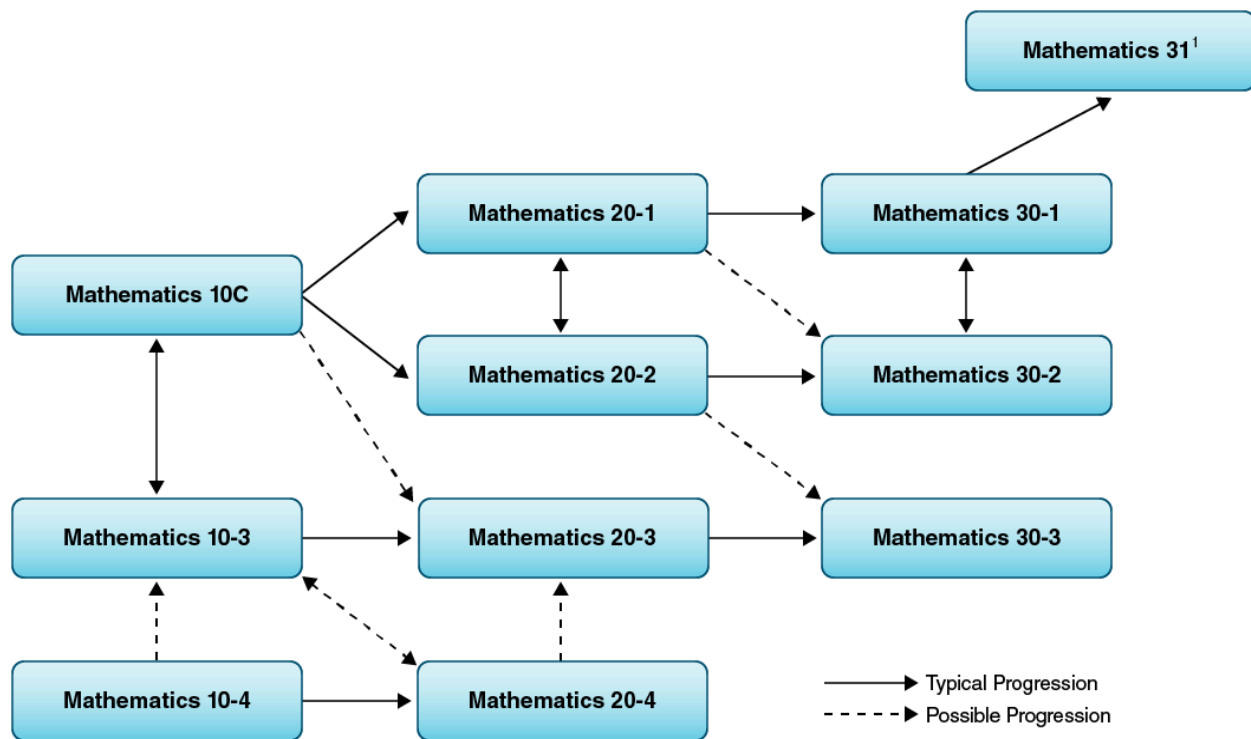 Mathematics 31¹
Mathematics 20-1
Mathematics 30-1
Mathematics 10C
Mathematics 20-2
Mathematics 30-2
Mathematics 10-3
Mathematics 20-3
Mathematics 30-3
Mathematics 10-4
Mathematics 20-4
Typical Progression
Possible Progression